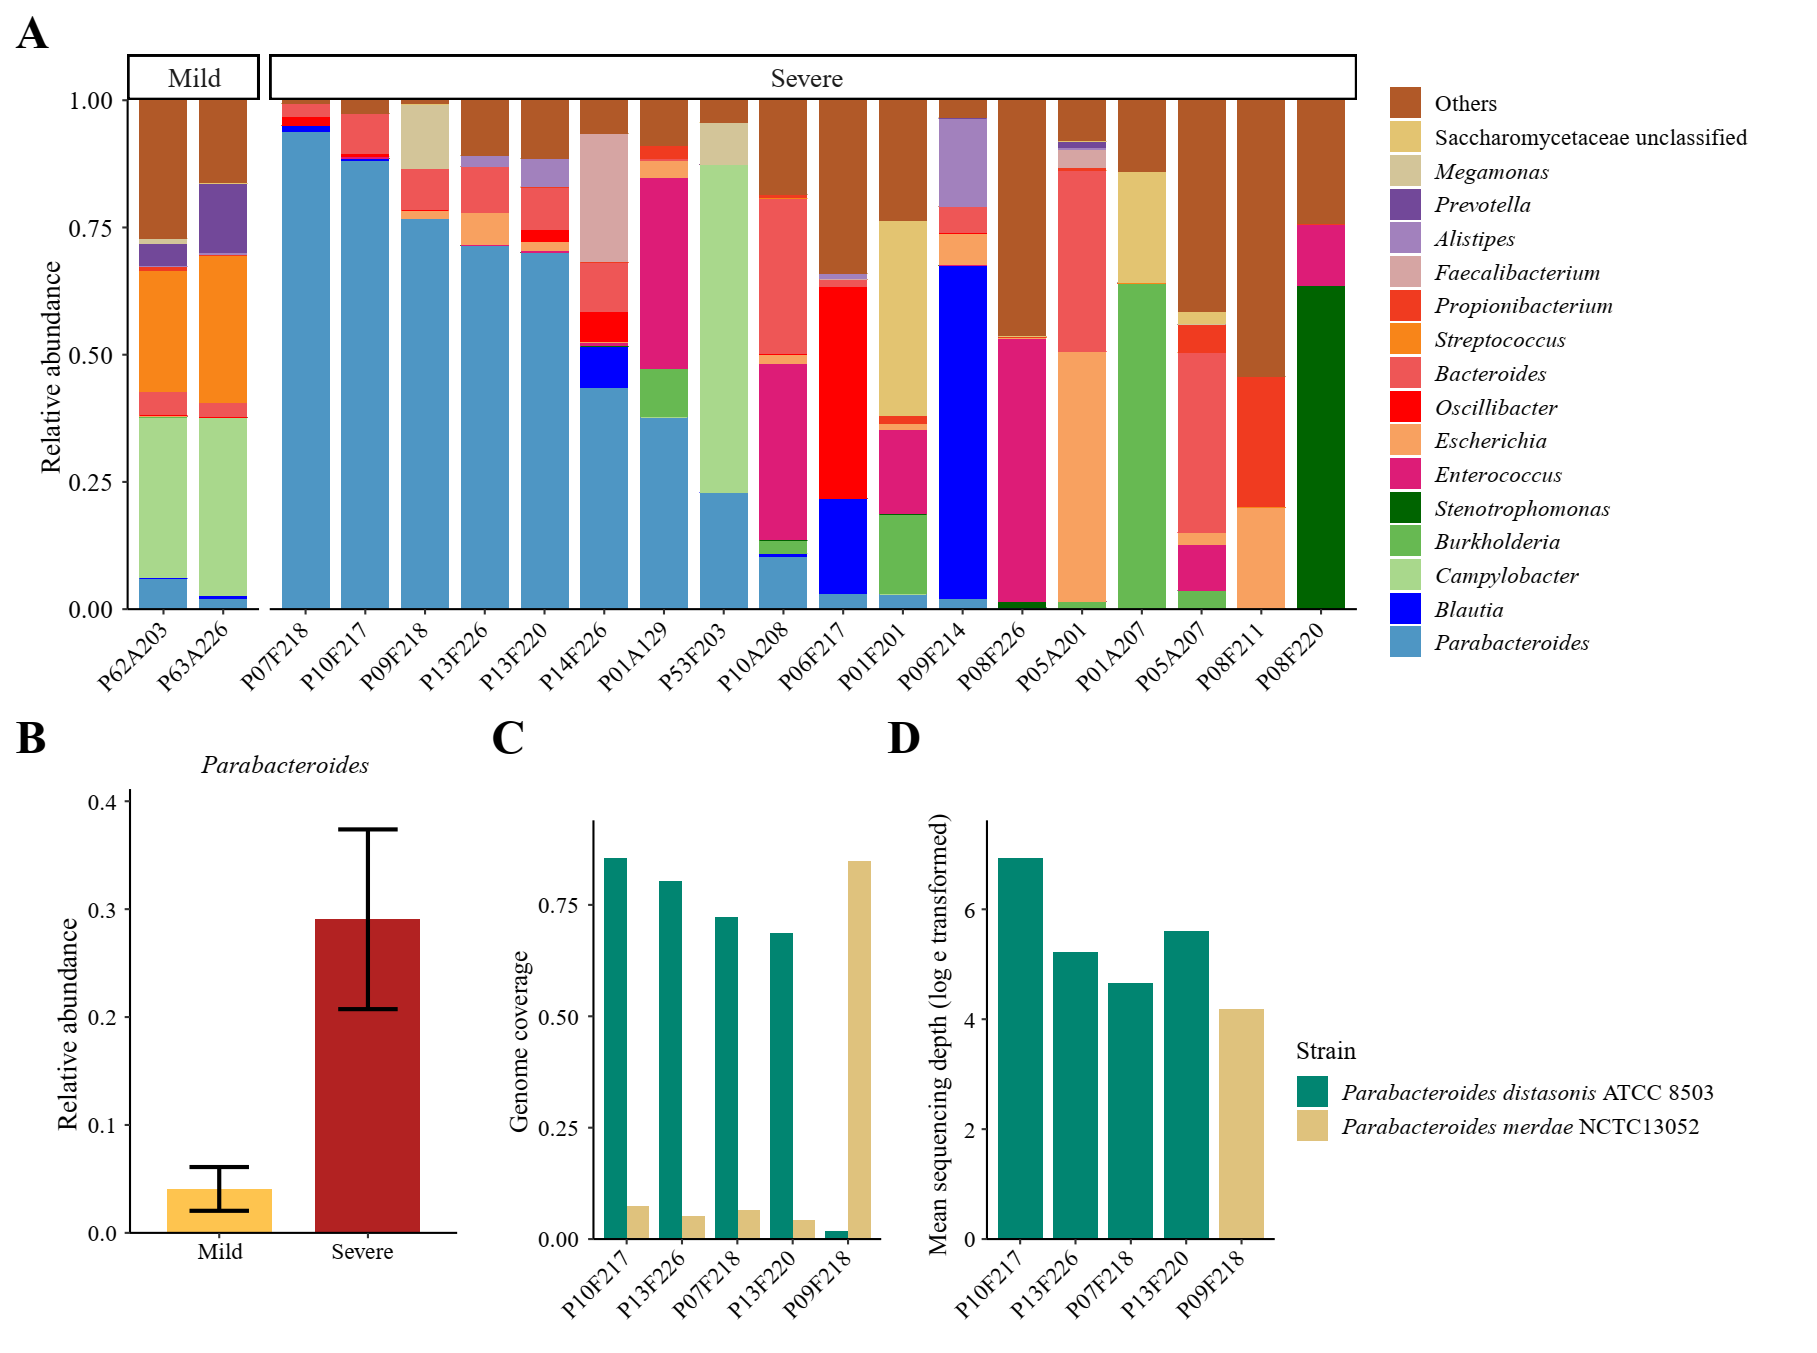 A
Mild
Severe
1.00
0.75
0.50
0.25
0.00
Relative abundance
P62A203
P63A226
P07F218
P10F217
P09F218
P13F226
P13F220
P14F226
P01A129
P53F203
P10A208
P06F217
P01F201
P09F214
P08F226
P05A201
P01A207
P05A207
P08F211
P08F220
Others
Saccharomycetaceae unclassified
Megamonas
Prevotella
Alistipes
Faecalibacterium
Propionibacterium
Streptococcus
Bacteroides
Oscillibacter
Escherichia
Enterococcus
Stenotrophomonas
Burkholderia
Campylobacter
Blautia
Parabacteroides
B
Parabacteroides
0.4
0.3
0.2
0.1
0.0
Relative abundance
Mild
Severe
C
0.75
0.50
0.25
0.00
Genome coverage
P10F217
P13F226
P07F218
P13F220
P09F218
D
6
4
2
0
Mean sequencing depth (log e transformed)
P10F217
P13F226
P07F218
P13F220
P09F218
Strain
Parabacteroides distasonis ATCC 8503
Parabacteroides merdae NCTC13052